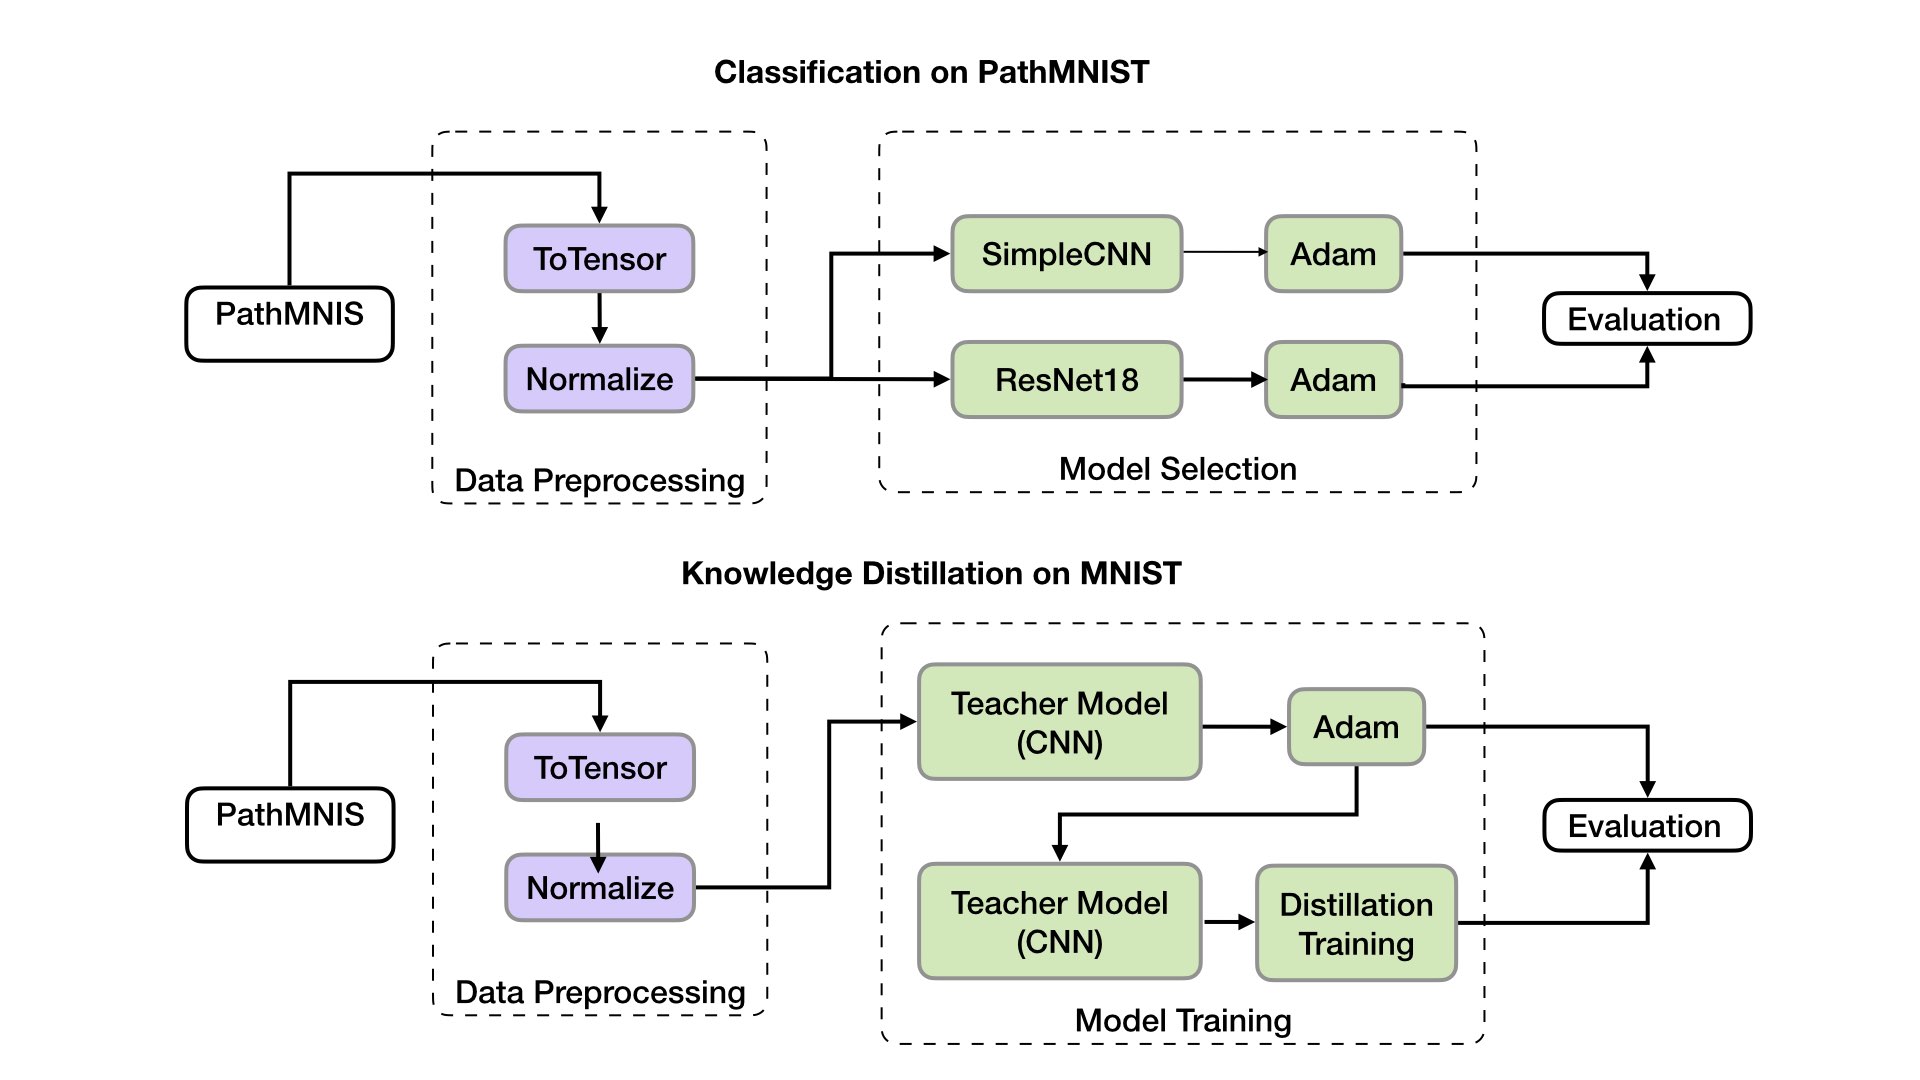 Classification on PathMNIST
PathMNIS
ToTensor
Normalize
Data Preprocessing
SimpleCNN
Adam
ResNet18
Adam
Model Selection
Evaluation
Knowledge Distillation on MNIST
PathMNIS
ToTensor
Normalize
Data Preprocessing
Teacher Model
(CNN)
Adam
Teacher Model
(CNN)
Distillation
Training
Model Training
Evaluation